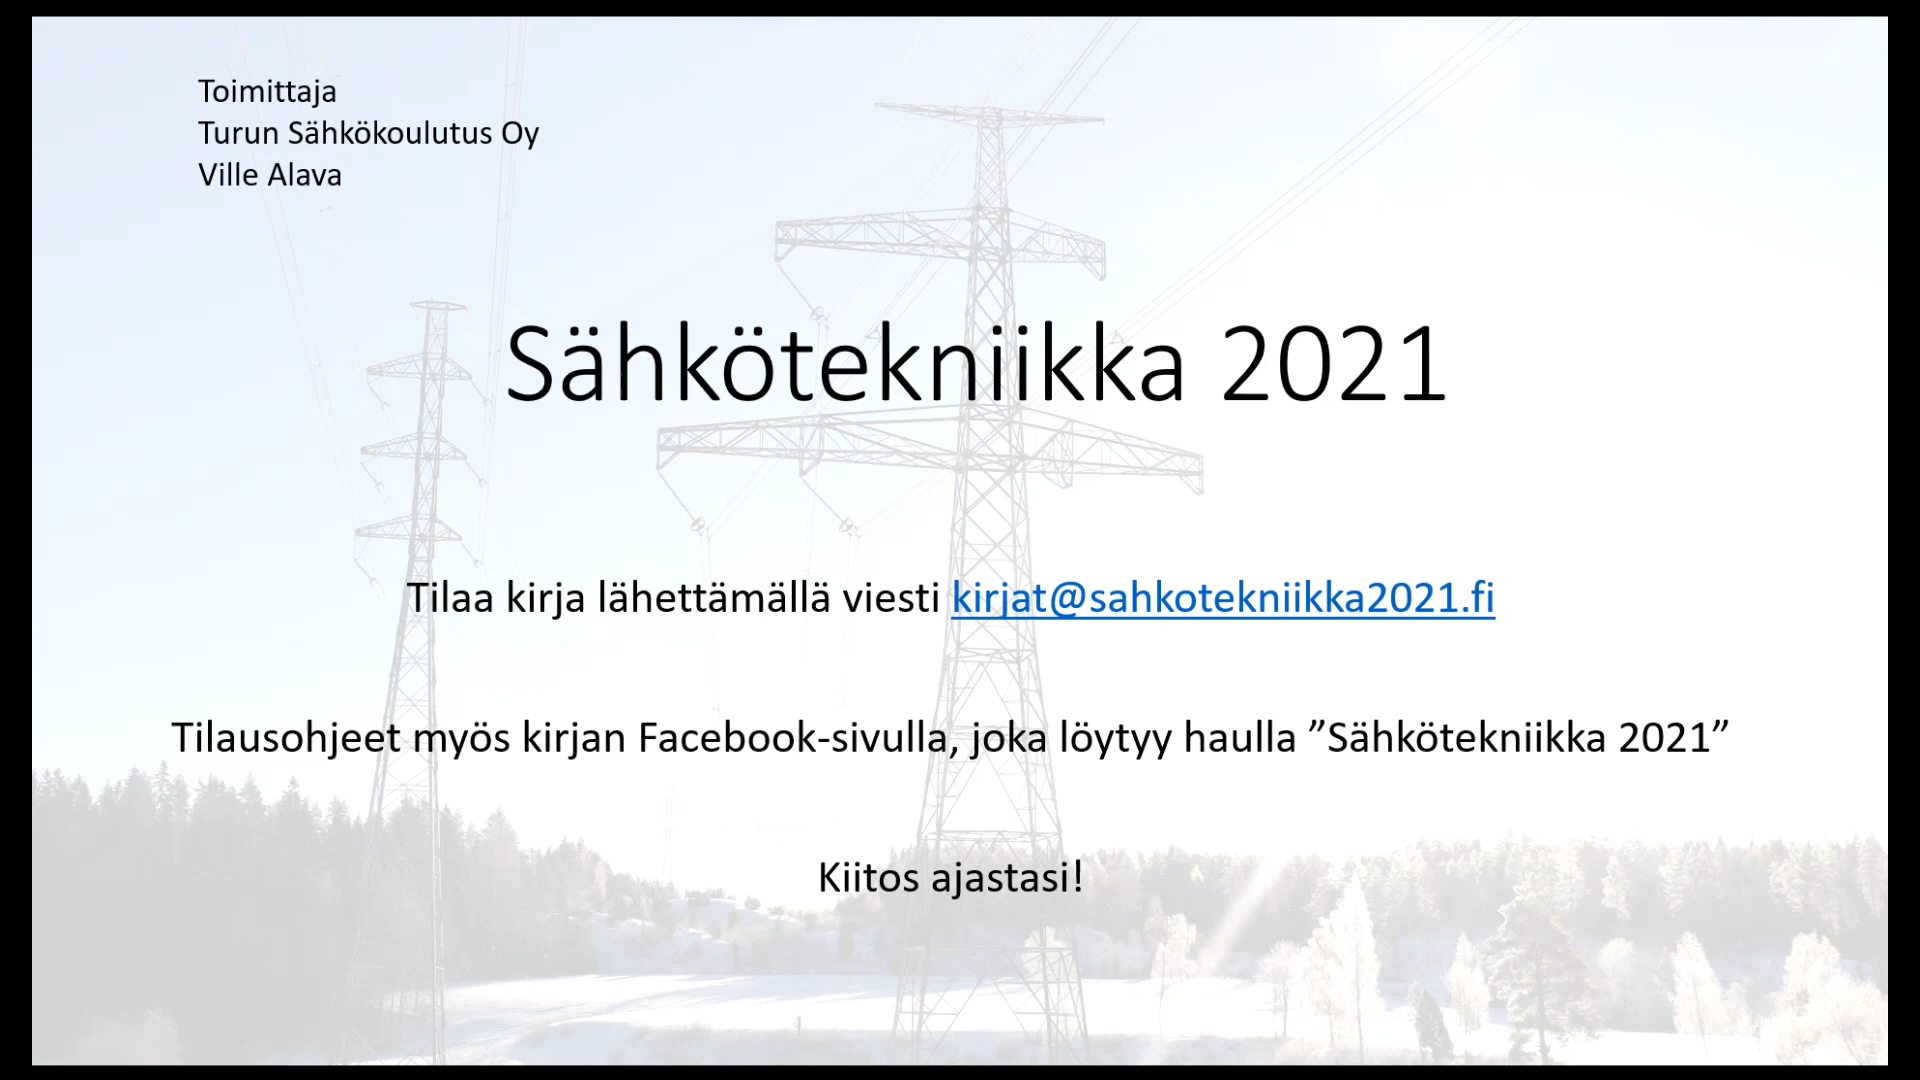 Toimittaja
Turun Sähkökoulutus Oy
Ville Alava
Sähkötekniikka 2021
Tilaa kirja lähettämällä viesti kirjat@sahkotekniikka2021.fi
Tilausohjeet myös kirjan Facebook-sivulla, joka löytyy haulla ”Sähkötekniikka 2021”
Kiitos ajastasi!